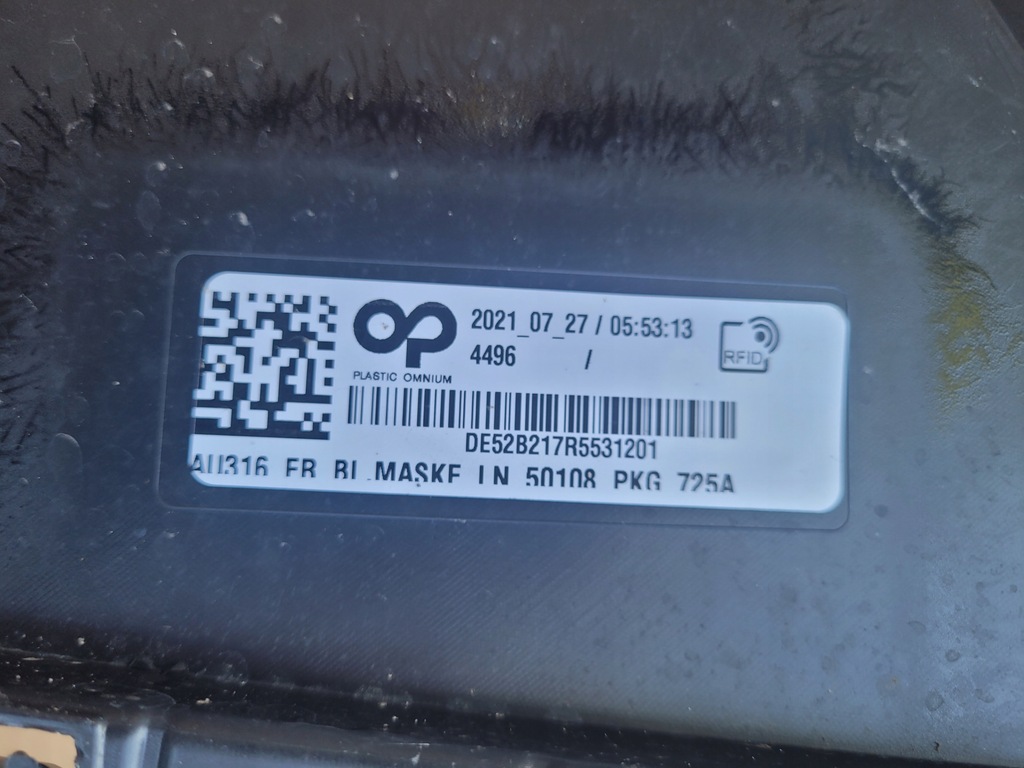 2021_07_27 / 05:53:13
4496 /
RFID
PLASTIC OMNIUM
DE52B217R5531201
AU316 FR BL MASKE LN 50108 PKG 725A